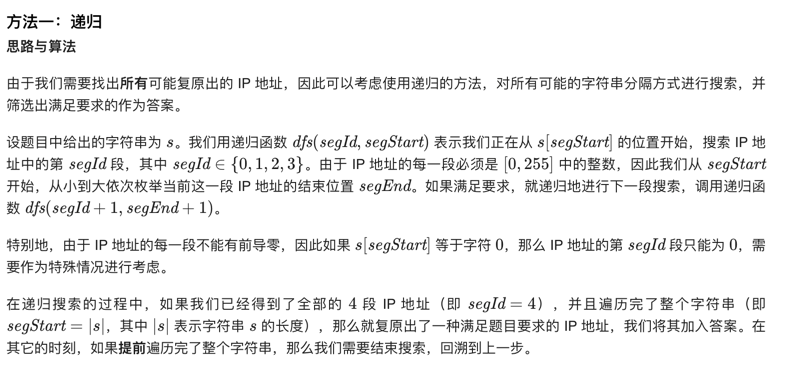 方法一：递归
思路与算法
由于我们需要找出所有可能复原出的 IP 地址，因此可以考虑使用递归的方法，对所有可能的字符串分隔方式进行搜索，并
筛选出满足要求的作为答案。
设题目中给出的字符串为 s。我们用递归函数 dfs(segId, segStart) 表示我们正在从 s[segStart] 的位置开始，搜索 IP 地
址中的第 segId 段，其中 segId ∈ {0, 1, 2, 3}。由于 IP 地址的每一段必须是 [0, 255] 中的整数，因此我们从 segStart
开始，从小到大依次枚举当前这一段 IP 地址的结束位置 segEnd。如果满足要求，就递归地进行下一段搜索，调用递归函
数 dfs(segId + 1, segEnd + 1)。
特别地，由于 IP 地址的每一段不能有前导零，因此如果 s[segStart] 等于字符 0，那么 IP 地址的第 segId 段只能为 0，需
要作为特殊情况进行考虑。
在递归搜索的过程中，如果我们已经得到了全部的 4 段 IP 地址（即 segId = 4），并且遍历完了整个字符串（即
segStart = |s|，其中 |s| 表示字符串 s 的长度），那么就复原出了一种满足题目要求的 IP 地址，我们将其加入答案。在
其它的时刻，如果提前遍历完了整个字符串，那么我们需要结束搜索，回溯到上一步。